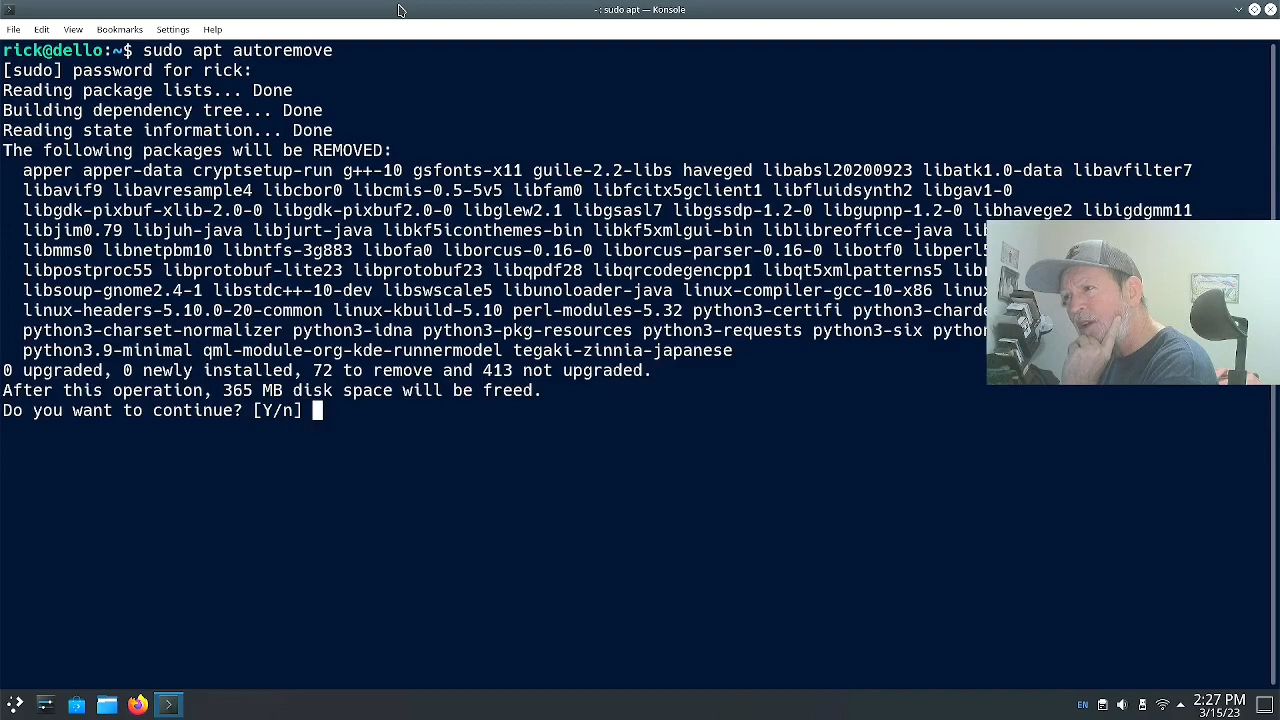 - : sudo apt — Konsole
File Edit View Bookmarks Settings Help
rick@dello:~$ sudo apt autoremove
[sudo] password for rick:
Reading package lists... Done
Building dependency tree... Done
Reading state information... Done
The following packages will be REMOVED:
apper apper-data cryptsetup-run g++-10 gsfonts-x11 guile-2.2-libs haveged libabsl20200923 libatk1.0-data libavfilter7
libavif9 libavresample4 libcbor0 libcmis-0.5-5v5 libfam0 libfcitx5gclient1 libfluidsynth2 libgav1-0
libgdk-pixbuf-xlib-2.0-0 libgdk-pixbuf2.0-0 libglew2.1 libgsasl7 libgssdp-1.2-0 libgupnp-1.2-0 libhavege2 libigdgmm11
libjim0.79 libjuh-java libjurt-java libkf5iconthemes-bin libkf5xmlgui-bin liblibreoffice-java
libmms0 libnetpbm10 libntfs-3g883 libofa0 liborcus-0.16-0 liborcus-parser-0.16-0 libotf0 libperl5
libpostproc55 libprotobuf-lite23 libprotobuf23 libqpdf28 libqrcodegencpp1 libqt5xmlpatterns5
libsoup-gnome2.4-1 libstdc++-10-dev libswscale5 libunoloader-java linux-compiler-gcc-10-x86
linux-headers-5.10.0-20-common linux-kbuild-5.10 perl-modules-5.32 python3-certifi
python3-charset-normalizer python3-idna python3-pkg-resources python3-requests python3-six
python3.9-minimal qml-module-org-kde-runnermodel tegaki-zinnia-japanese
0 upgraded, 0 newly installed, 72 to remove and 413 not upgraded.
After this operation, 365 MB disk space will be freed.
Do you want to continue? [Y/n]
EN
2:27 PM
3/15/23